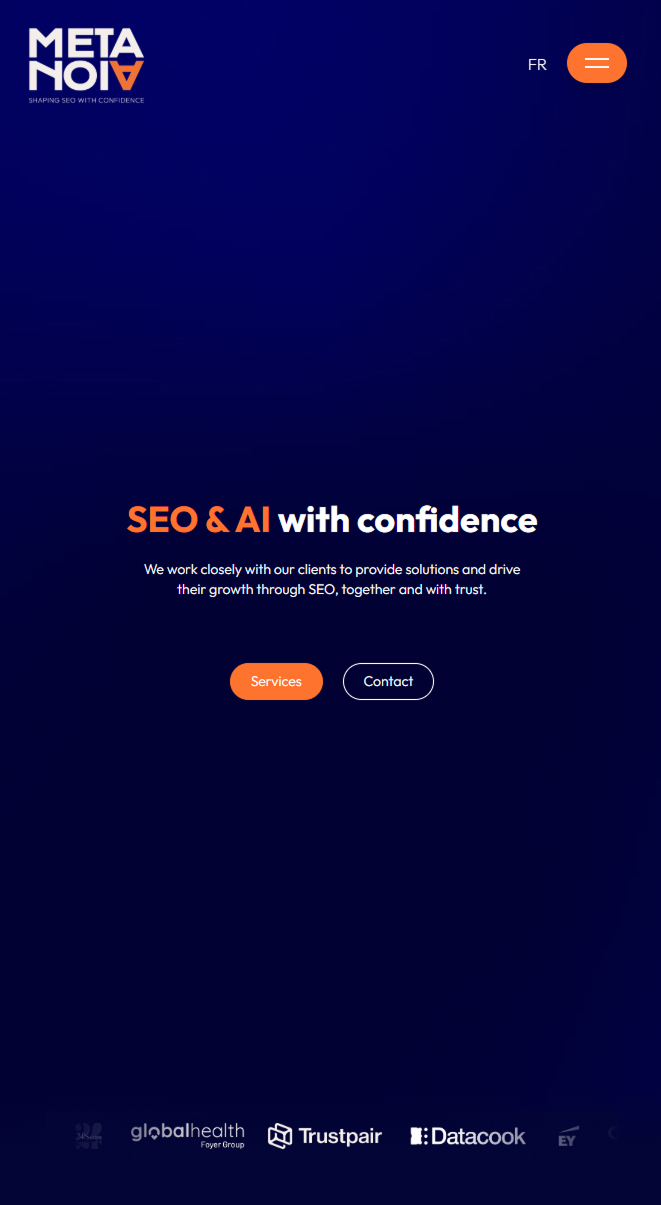 META
NOIA
SHAPING SEO WITH CONFIDENCE
FR
SEO & AI with confidence
We work closely with our clients to provide solutions and drive
their growth through SEO, together and with trust.
Services
Contact
globalhealth
Foyer Group
Trustpair
Datacook
EY